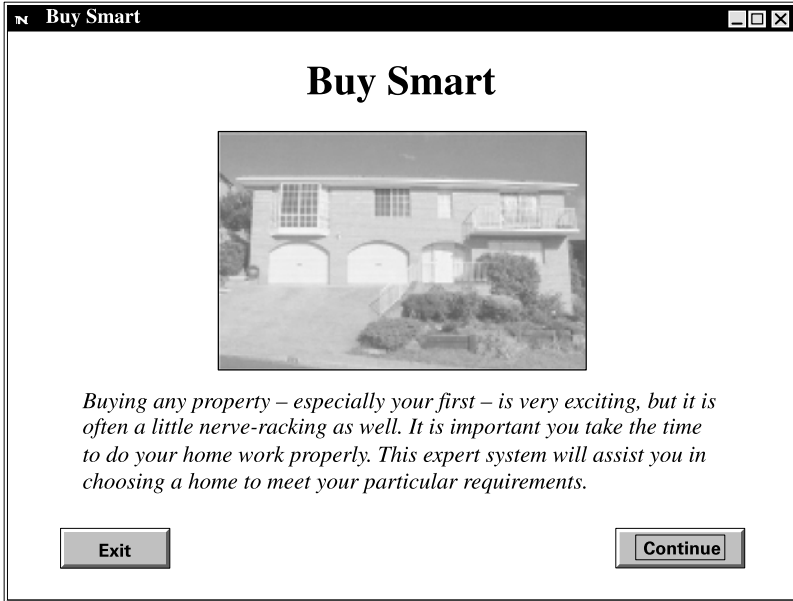 Buy Smart
Buy Smart
Buying any property – especially your first – is very exciting, but it is
often a little nerve-racking as well. It is important you take the time
to do your home work properly. This expert system will assist you in
choosing a home to meet your particular requirements.
Exit
Continue